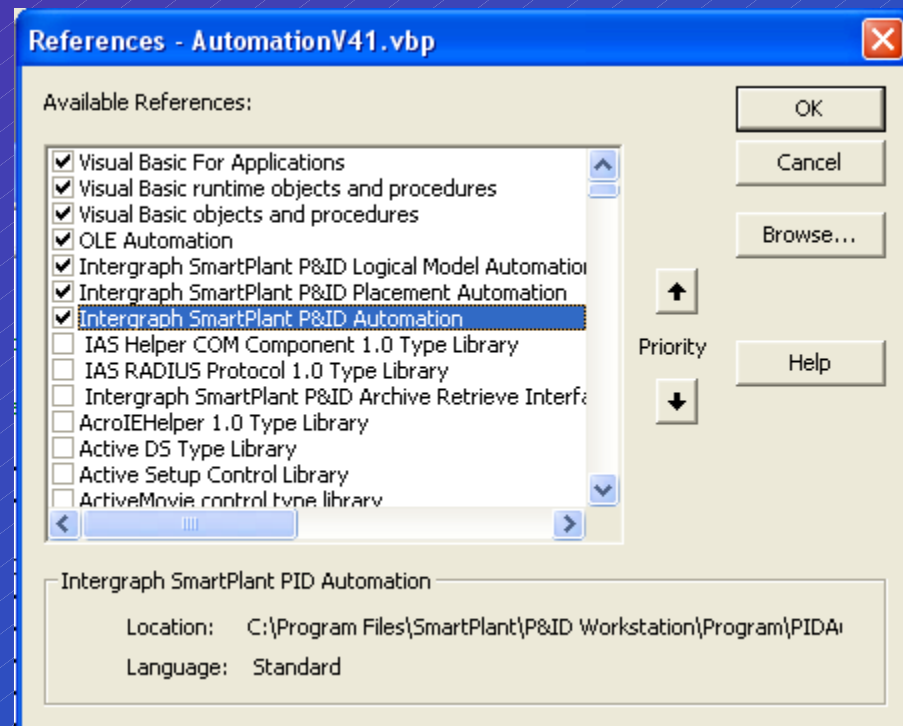 References - AutomationV41.vbp
Available References:
OK
Cancel
Browse...
Visual Basic For Applications
Visual Basic runtime objects and procedures
Visual Basic objects and procedures
OLE Automation
Intergraph SmartPlant P&ID Logical Model Automation
Intergraph SmartPlant P&ID Placement Automation
Intergraph SmartPlant P&ID Automation
IAS Helper COM Component 1.0 Type Library
IAS RADIUS Protocol 1.0 Type Library
Intergraph SmartPlant P&ID Archive Retrieve Interfa
AcroIEHelper 1.0 Type Library
Active DS Type Library
Active Setup Control Library
ActiveMovie control type library
Priority
Help
Intergraph SmartPlant PID Automation
Location: C:\Program Files\SmartPlant\P&ID Workstation\Program\PIDA
Language: Standard